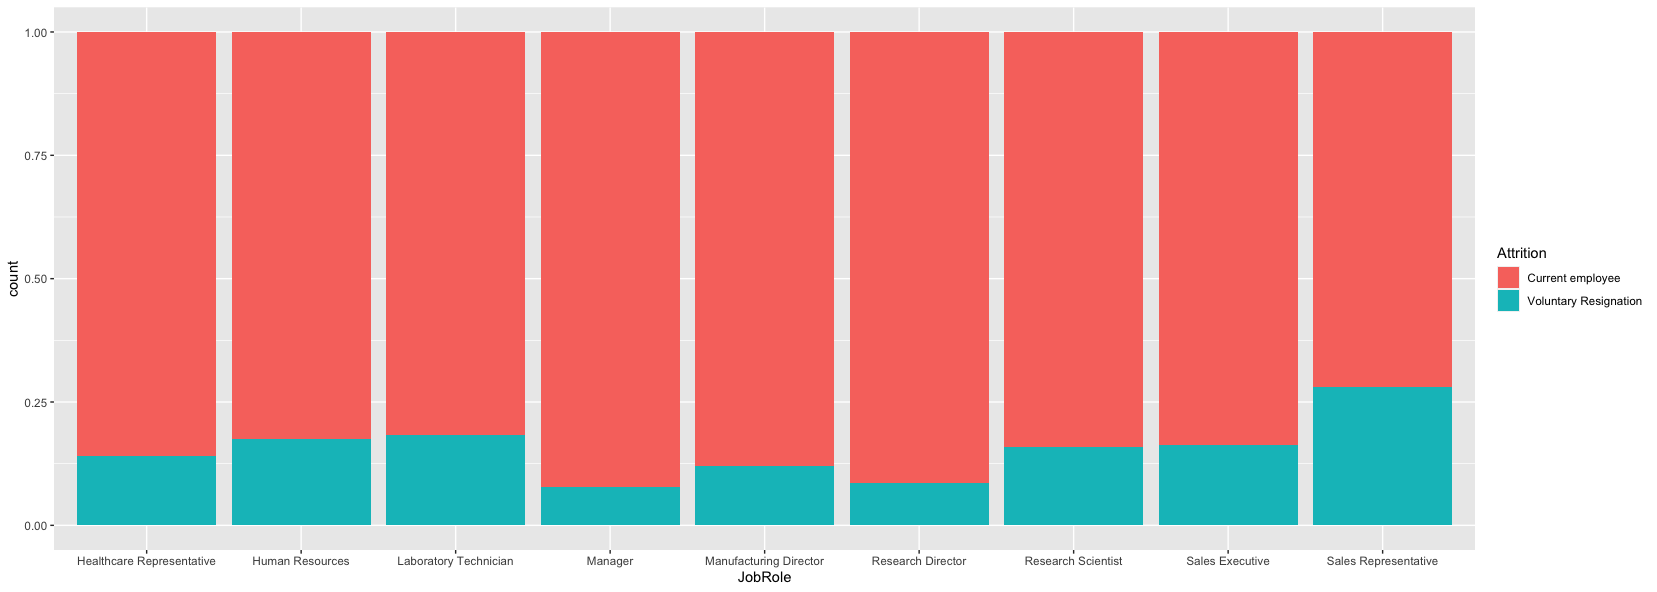 1.00
0.75
0.50
0.25
0.00
count
Healthcare Representative Human Resources Laboratory Technician Manager Manufacturing Director Research Director Research Scientist Sales Executive Sales Representative
JobRole
Attrition
Current employee
Voluntary Resignation